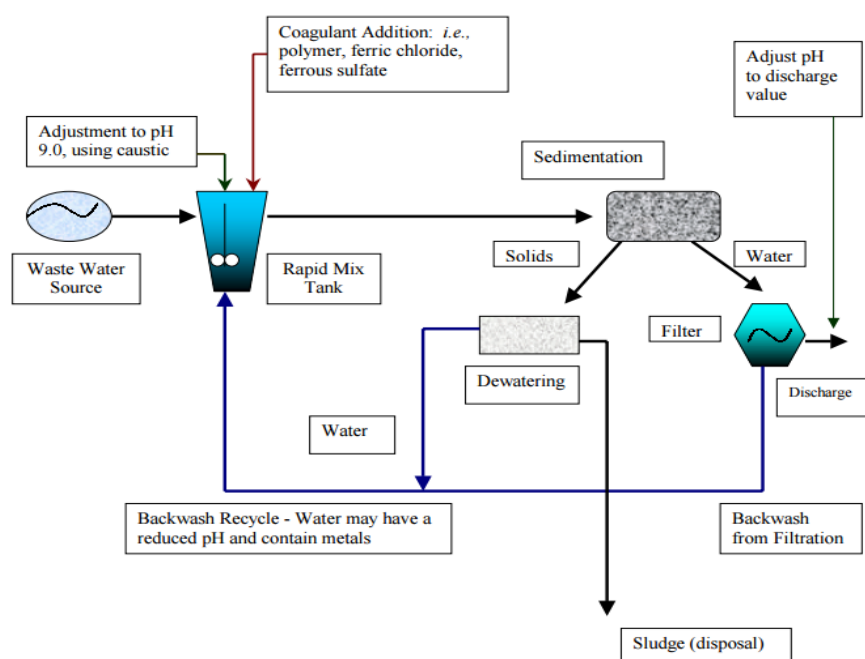 Coagulant Addition: i.e.,
polymer, ferric chloride,
ferrous sulfate
Adjust pH
to discharge
value
Adjustment to pH
9.0, using caustic
Sedimentation
Waste Water
Source
Rapid Mix
Tank
Solids
Water
Filter
Dewatering
Discharge
Water
Backwash Recycle - Water may have a
reduced pH and contain metals
Backwash
from Filtration
Sludge (disposal)